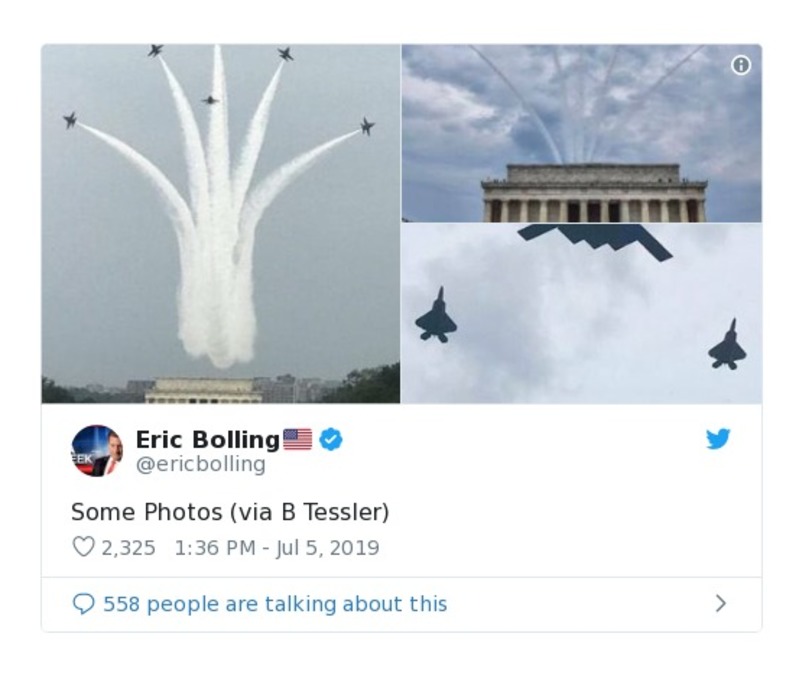 EEK
Eric Bolling
@ericbolling
Some Photos (via B Tessler)
2,325 1:36 PM - Jul 5, 2019
558 people are talking about this